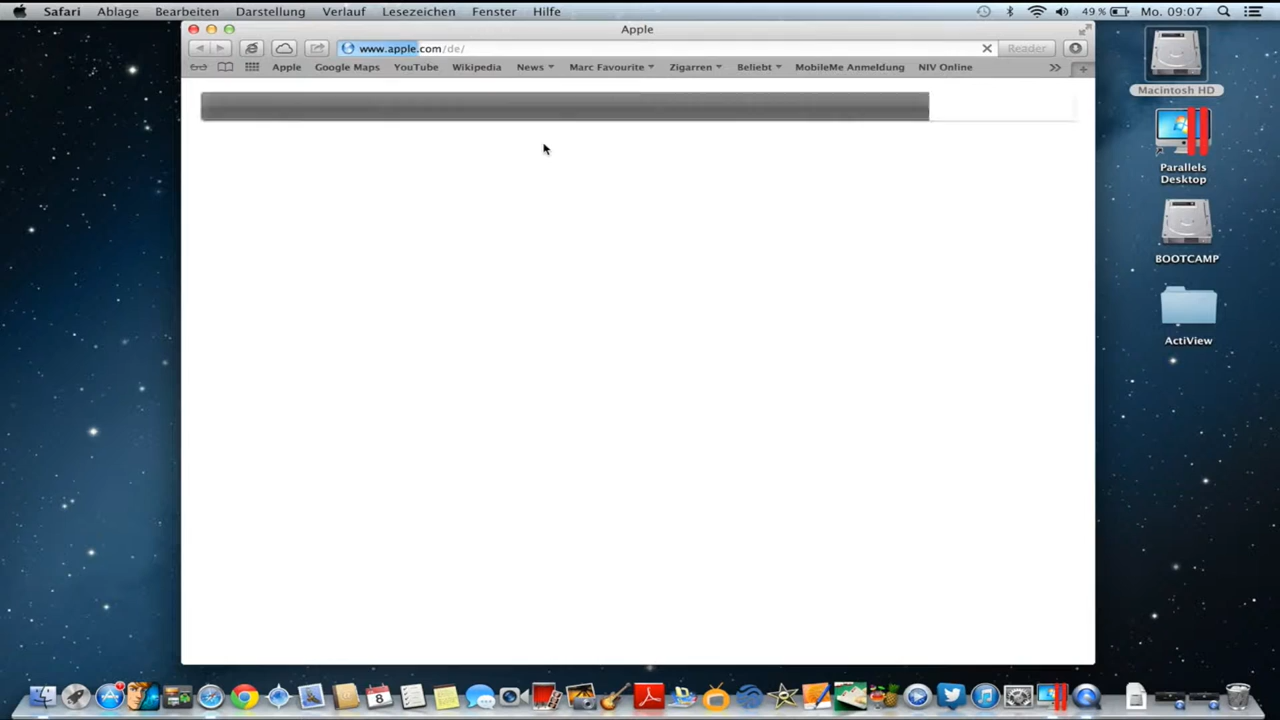 Safari Ablage Bearbeiten Darstellung Verlauf Lesezeichen Fenster Hilfe 49 % Mo. 09:07
Apple
www.apple.com/de/ Reader
Apple Google Maps YouTube Wikipedia News Marc Favourite Zigarren Beliebt MobileMe Anmeldung NIV Online
Macintosh HD
Parallels
Desktop
BOOTCAMP
ActiView
8